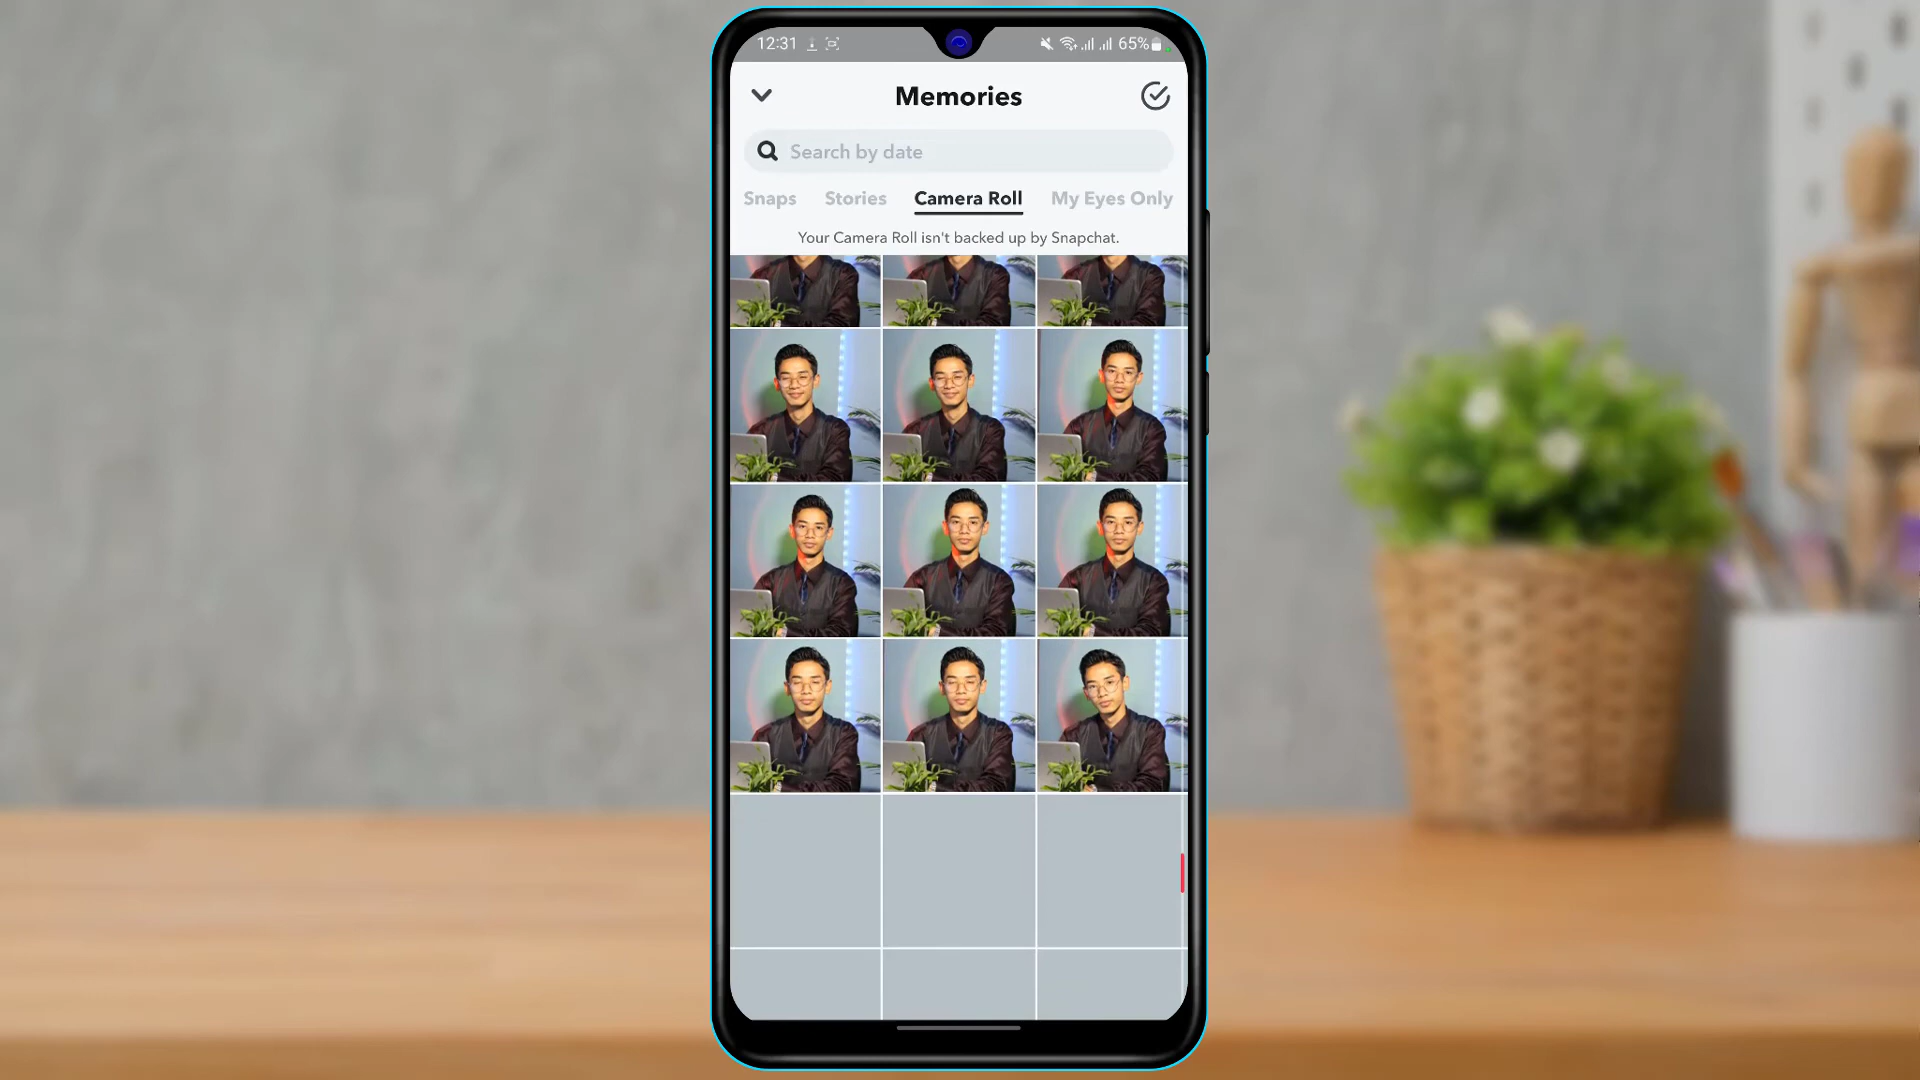 12:31
65%
Memories
Search by date
Snaps Stories Camera Roll My Eyes Only
Your Camera Roll isn't backed up by Snapchat.